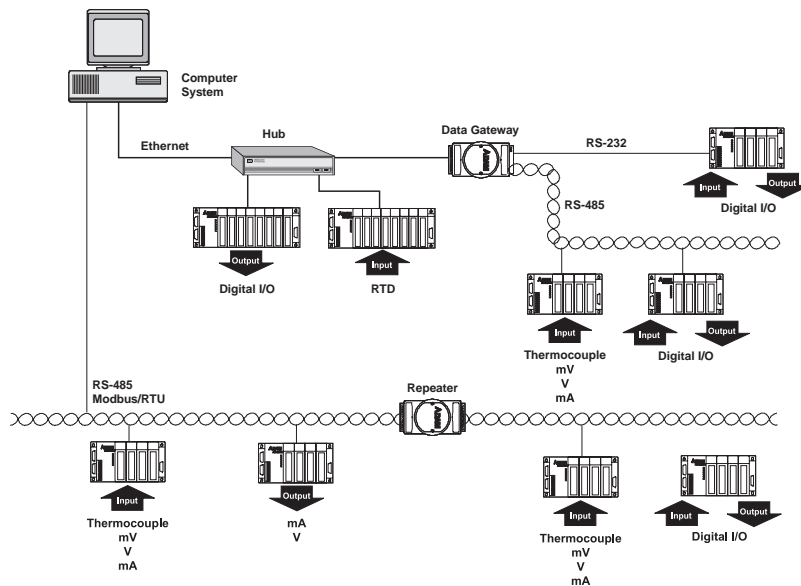 Computer
System
Ethernet
Hub
Data Gateway
RS-232
Input
Output
Digital I/O
RS-485
Output
Digital I/O
Input
RTD
Input
Thermocouple
mV
V
mA
Input
Output
Digital I/O
RS-485
Modbus/RTU
Repeater
Input
Thermocouple
mV
V
mA
Output
mA
V
Input
Thermocouple
mV
V
mA
Input
Output
Digital I/O